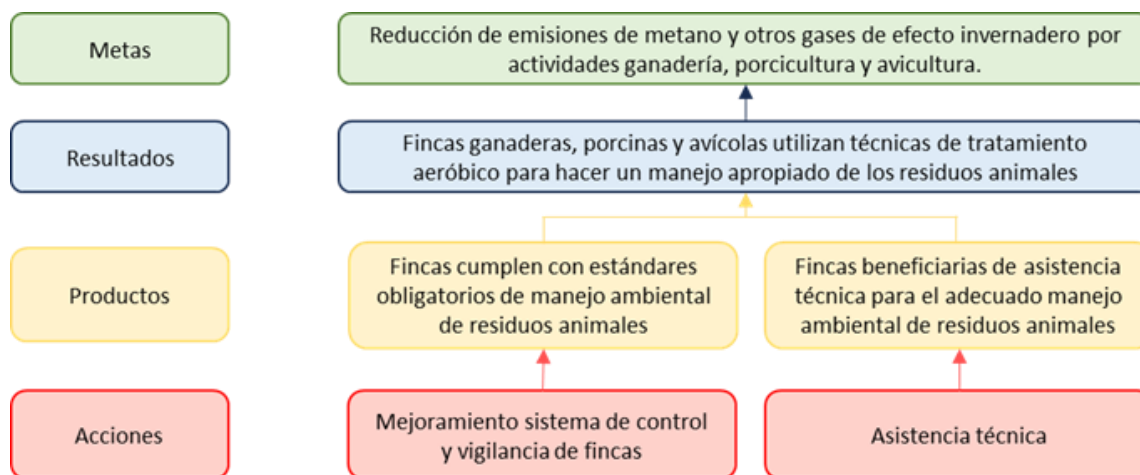 Metas
Reducción de emisiones de metano y otros gases de efecto invernadero por
actividades ganadería, porcicultura y avicultura.
Resultados
Fincas ganaderas, porcinas y avícolas utilizan técnicas de tratamiento
aeróbico para hacer un manejo apropiado de los residuos animales
Productos
Fincas cumplen con estándares
obligatorios de manejo ambiental
de residuos animales
Fincas beneficiarias de asistencia
técnica para el adecuado manejo
ambiental de residuos animales
Acciones
Mejoramiento sistema de control
y vigilancia de fincas
Asistencia técnica